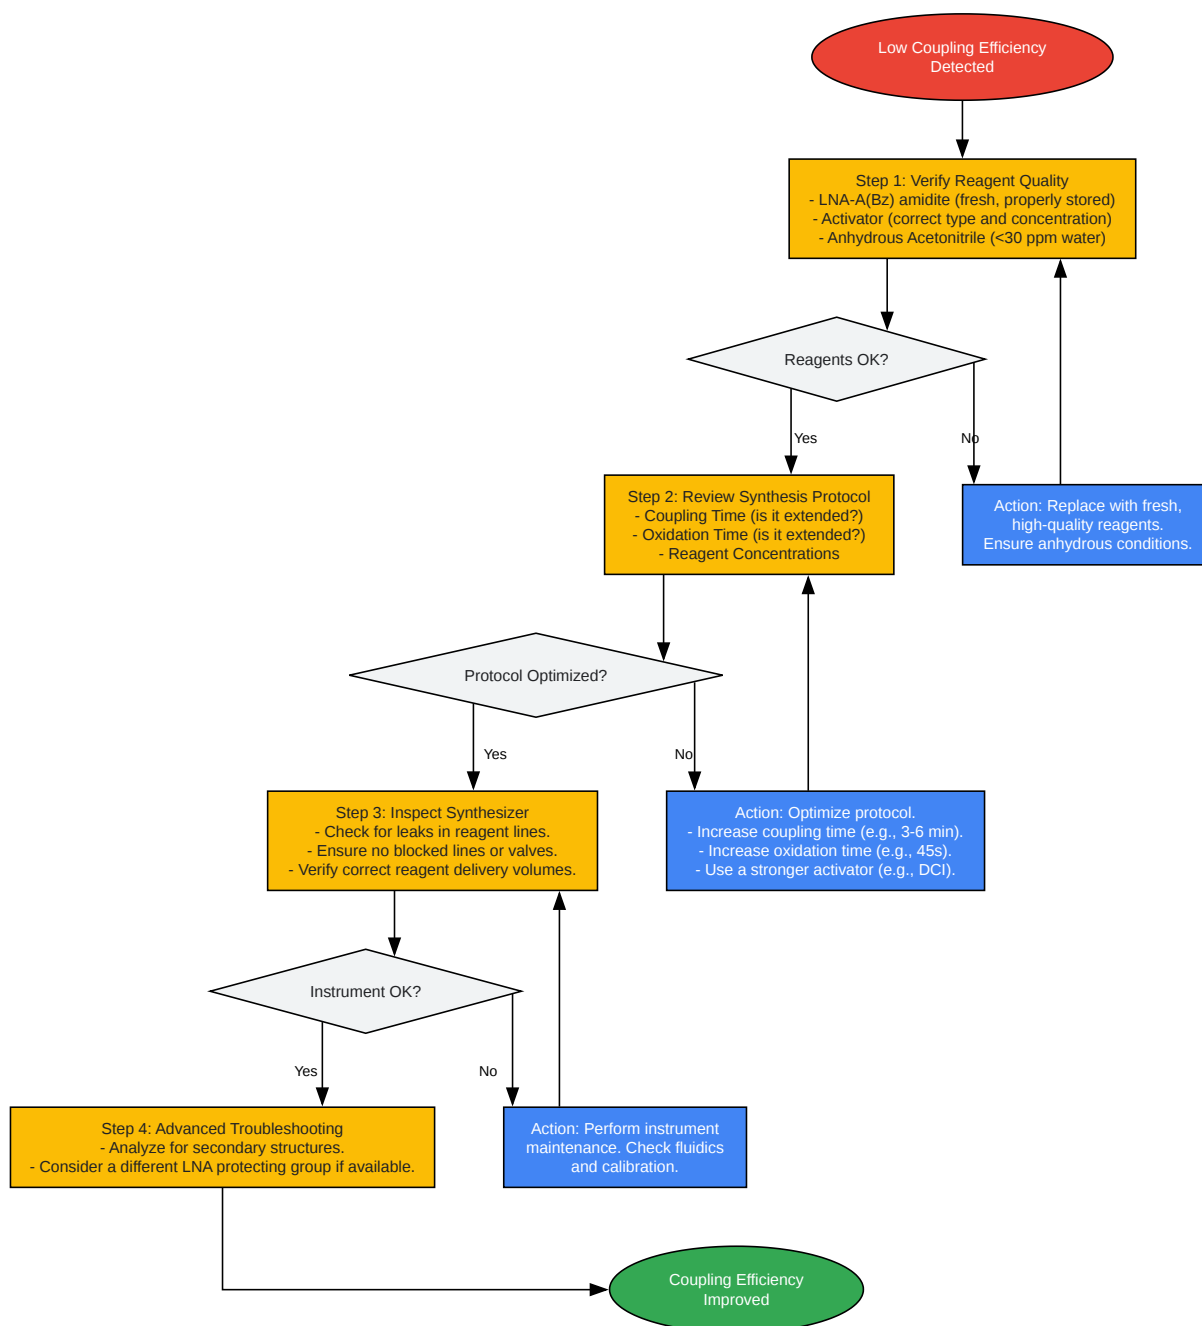 Low Coupling Efficiency
Detected
Step 1: Verify Reagent Quality
- LNA-A(Bz) amidite (fresh, properly stored)
- Activator (correct type and concentration)
- Anhydrous Acetonitrile (<30 ppm water)
Reagents OK?
Yes
No
Step 2: Review Synthesis Protocol
- Coupling Time (is it extended?)
- Oxidation Time (is it extended?)
- Reagent Concentrations
Action: Replace with fresh,
high-quality reagents.
Ensure anhydrous conditions.
Protocol Optimized?
Yes
No
Step 3: Inspect Synthesizer
- Check for leaks in reagent lines.
- Ensure no blocked lines or valves.
- Verify correct reagent delivery volumes.
Action: Optimize protocol.
- Increase coupling time (e.g., 3-6 min).
- Increase oxidation time (e.g., 45s).
- Use a stronger activator (e.g., DCI).
Instrument OK?
Yes
No
Step 4: Advanced Troubleshooting
- Analyze for secondary structures.
- Consider a different LNA protecting group if available.
Action: Perform instrument
maintenance. Check fluidics
and calibration.
Coupling Efficiency
Improved